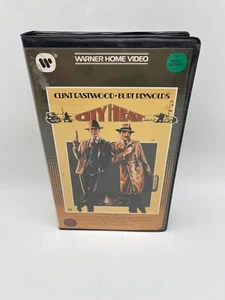 WARNER HOME VIDEO
CLINT EASTWOOD • BURT REYNOLDS
CITY HEAT